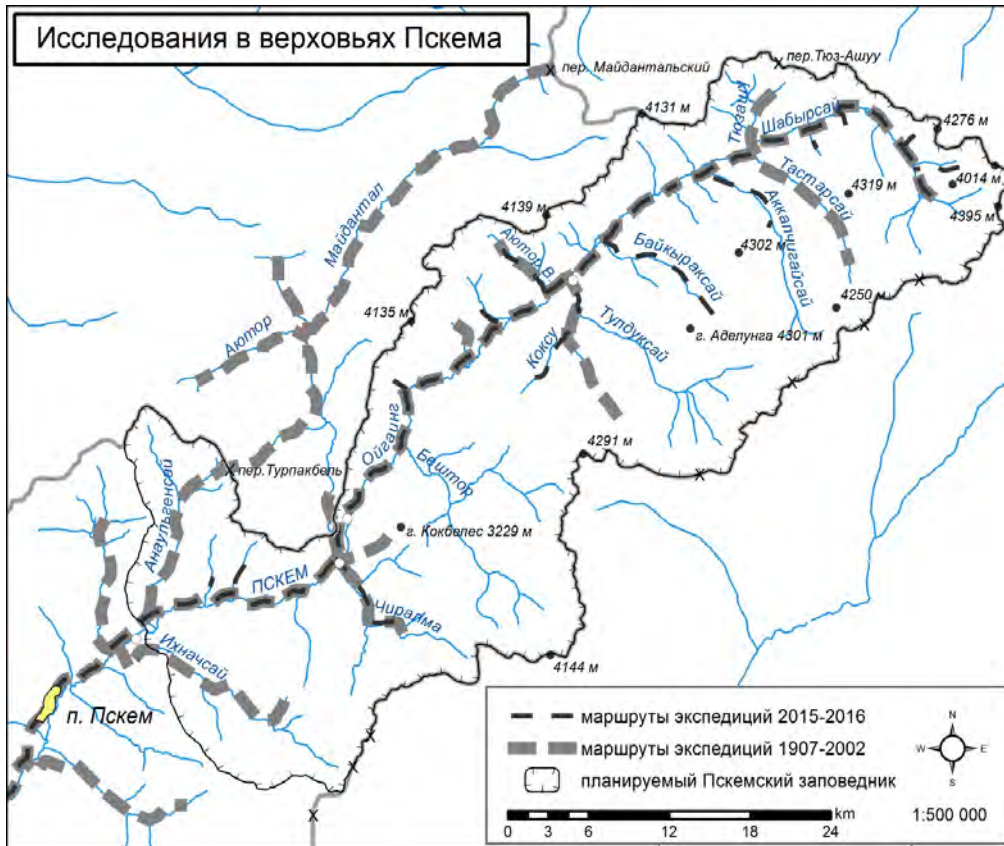 Исследования в верховьях Пскема
пер. Майдантальский
пер.Тюз-Ашуу
4131 м
4276 м
Тюзашу
Шабырсай
4014 м
4319 м
Тастарсай
4395 м
Майдантал
4139 м
Аютор В
Аккапчигайсай
4302 м
Байкыраксай
4250 м
4135 м
Тулдуксай
г. Аделунга 4301 м
Аютор
Коксу
Ойгаинг
4291 м
пер.Турпакбель
Бештор
Анаульгенсай
г. Кокбелес 3229 м
ПСКЕМ
Чиралма
Ихначсай
4144 м
п. Пскем
маршруты экспедиций 2015-2016
маршруты экспедиций 1907-2002
планируемый Пскемский заповедник
N
W E
S
km
0 3 6 12 18 24
1:500 000